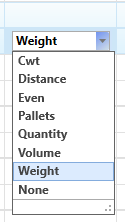 Weight
Cwt
Distance
Even
Pallets
Quantity
Volume
Weight
None